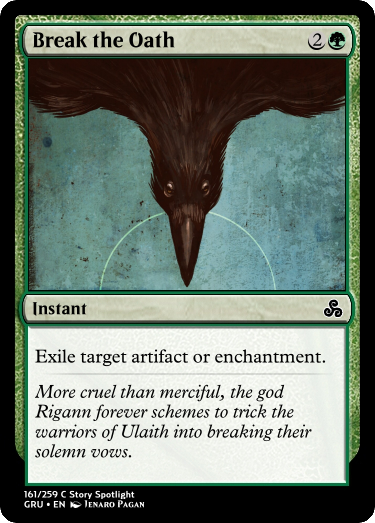 Break the Oath 2
Instant
Exile target artifact or enchantment.
More cruel than merciful, the god
Rigann forever schemes to trick the
warriors of Ulaith into breaking their
solemn vows.
161/259 C Story Spotlight
GRU • EN Jenaro Pagan